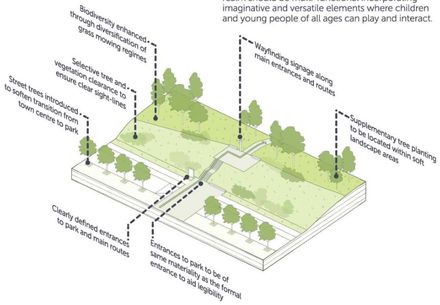 imaginative and versatile elements where children
and young people of all ages can play and interact.
Biodiversity enhanced
through diversification of
grass mowing regimes
Selective tree and
vegetation clearance to
ensure clear sight-lines
Street trees introduced
to soften transition from
town centre to park
Wayfinding signage along
main entrances and routes
Supplementary tree planting
to be located within soft
landscape areas
Clearly defined entrances
to park and main routes
Entrances to park to be of
same materiality as the formal
entrance to aid legibility